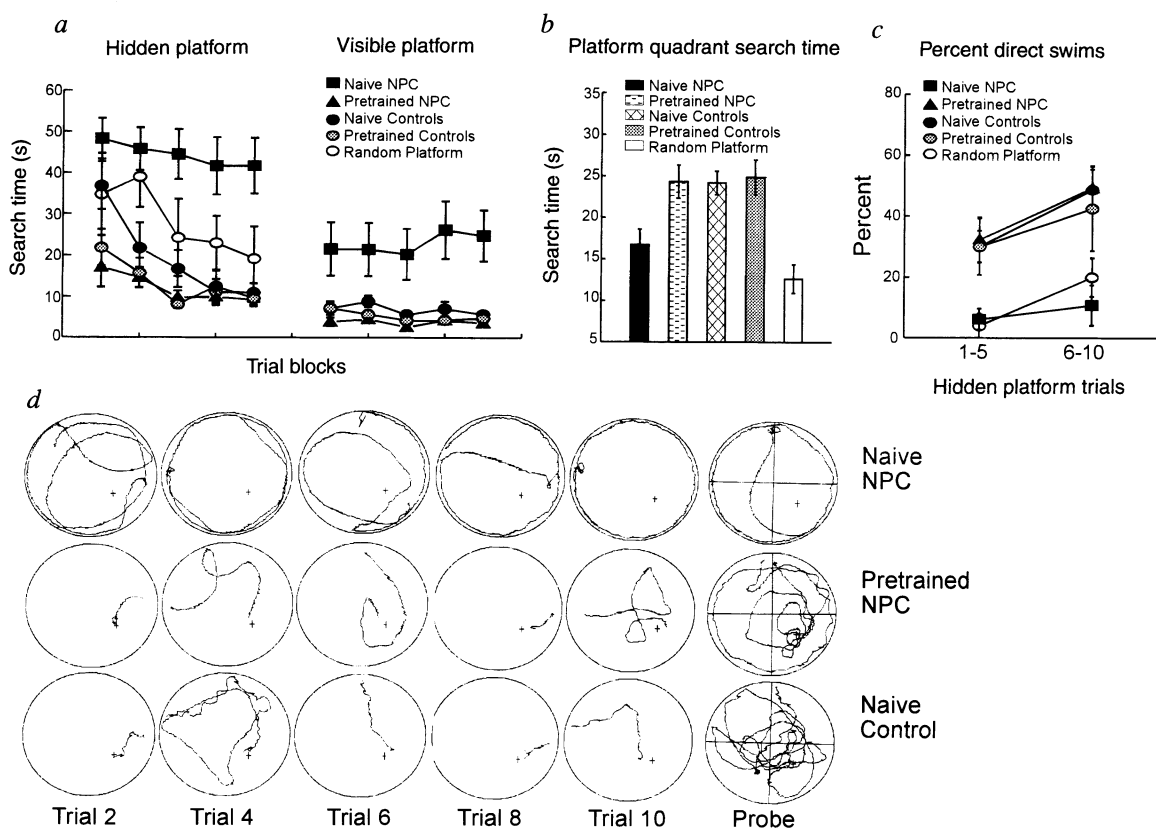 a
Hidden platform
Visible platform
Naive NPC
Pretrained NPC
Naive Controls
Pretrained Controls
Random Platform
Search time (s)
60
50
40
30
20
10
0
Trial blocks
b
Platform quadrant search time
Naive NPC
Pretrained NPC
Naive Controls
Pretrained Controls
Random Platform
Search time (s)
35
30
25
20
15
10
5
c
Percent direct swims
Naive NPC
Pretrained NPC
Naive Controls
Pretrained Controls
Random Platform
Percent
80
60
40
20
0
1-5 6-10
Hidden platform trials
d
Naive
NPC
Pretrained
NPC
Naive
Control
Trial 2 Trial 4 Trial 6 Trial 8 Trial 10 Probe